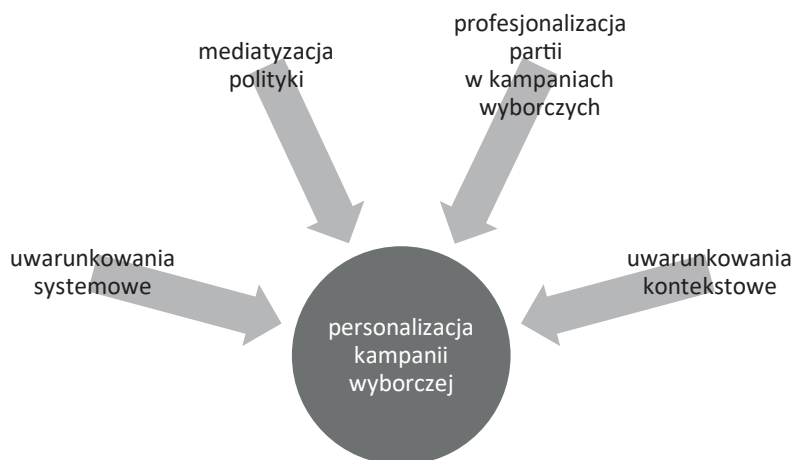 mediatyzacja
polityki
profesjonalizacja
partii
w kampaniach
wyborczych
uwarunkowania
systemowe
uwarunkowania
kontekstowe
personalizacja
kampanii
wyborczej